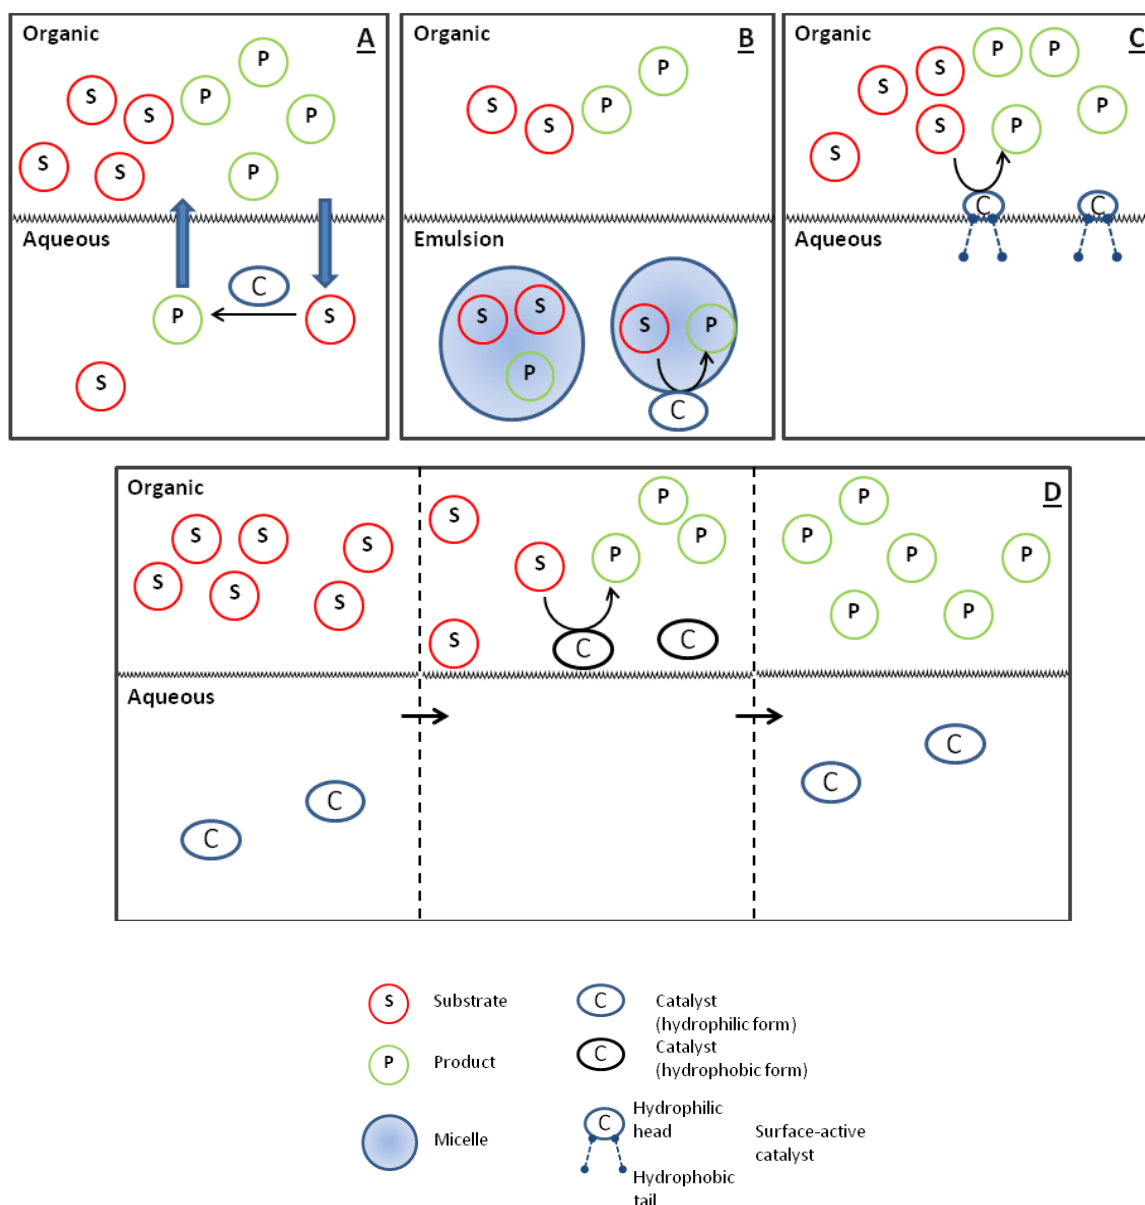 Organic
A
S
S
S
S
P
P
P
P
Aqueous
C
P
S
S
Organic
B
S
S
P
P
Emulsion
S
S
P
S
P
C
Organic
C
S
S
S
S
P
P
P
P
C
C
Aqueous
Organic
D
S
S
S
S
S
S
S
S
S
P
P
P
C
C
P
P
P
P
P
P
Aqueous
C
C
C
C
S
Substrate
C
Catalyst
(hydrophilic form)
P
Product
C
Catalyst
(hydrophobic form)
Micelle
C
Hydrophilic
head
Surface-active
catalyst
Hydrophobic
tail